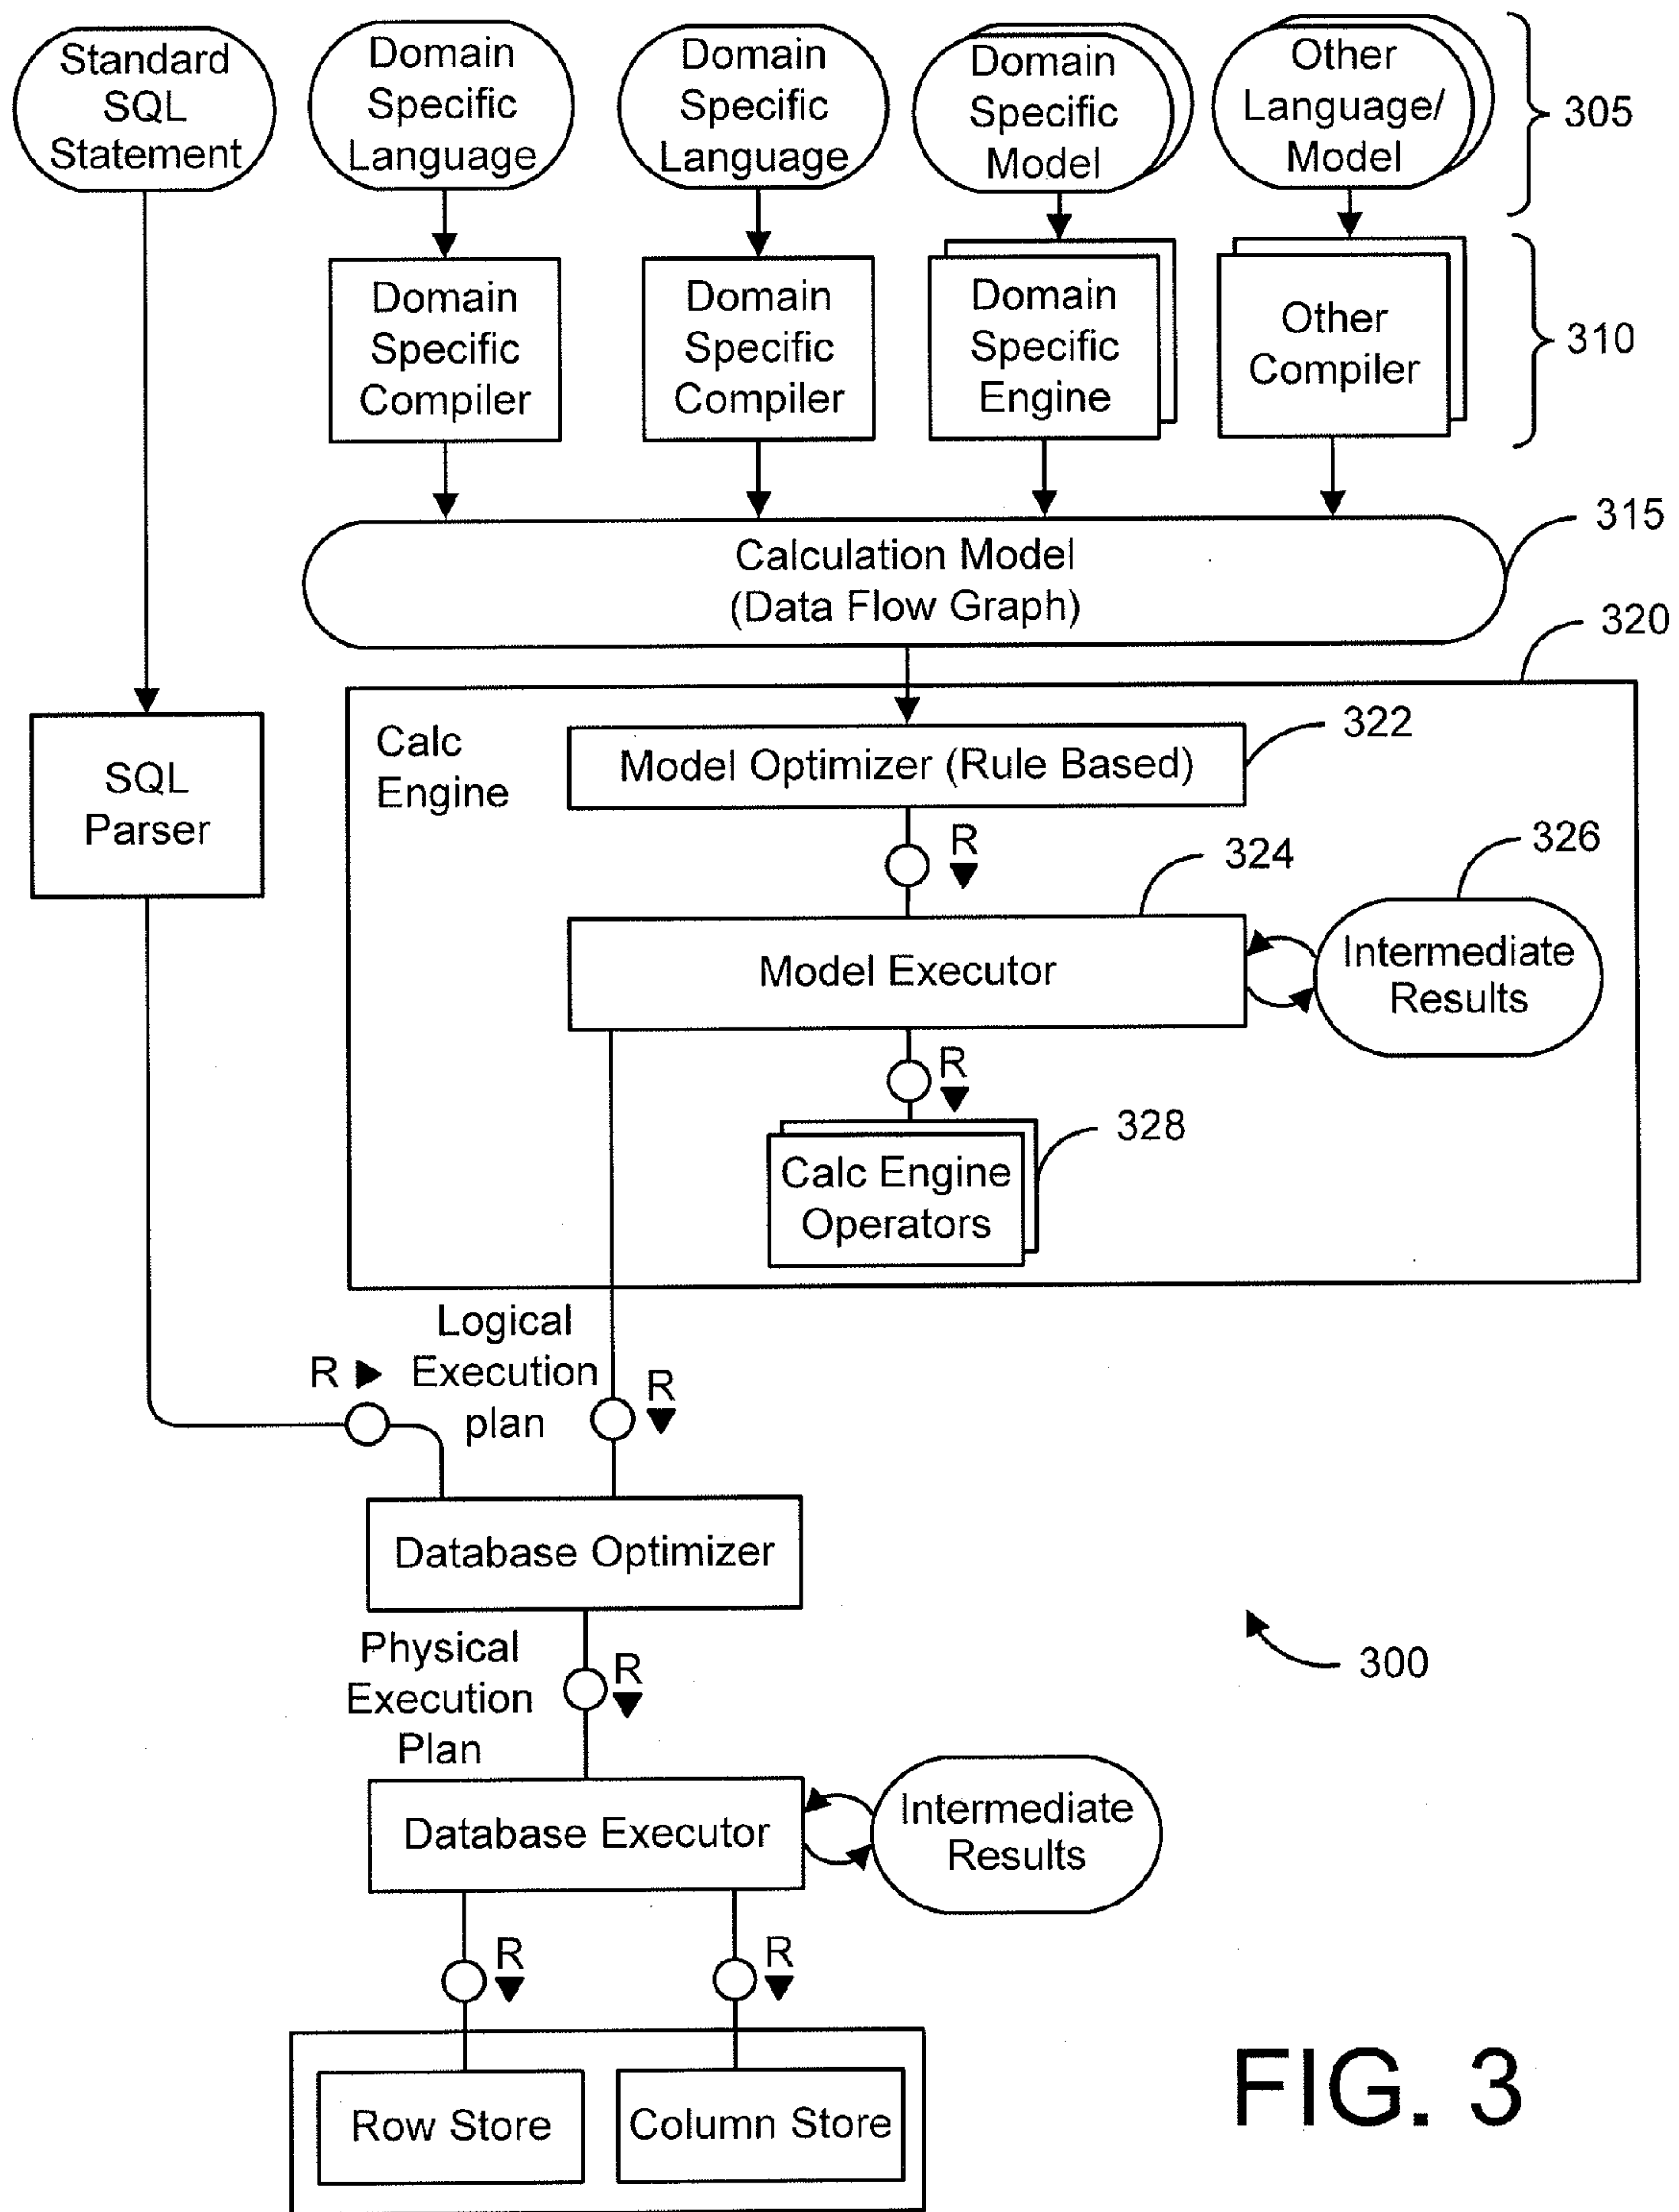 Standard
SQL
Statement
Domain
Specific
Language
Domain
Specific
Language
Domain
Specific
Model
Other
Language/
Model
305
Domain
Specific
Compiler
Domain
Specific
Compiler
Domain
Specific
Engine
Other
Compiler
310
315
Calculation Model
(Data Flow Graph)
320
SQL
Parser
Calc
Engine
322
Model Optimizer (Rule Based)
R
324
326
Model Executor
Intermediate
Results
R
328
Calc Engine
Operators
Logical
Execution
plan
R
R
Database Optimizer
Physical
Execution
Plan
R
300
Database Executor
Intermediate
Results
R
R
Row Store
Column Store
FIG. 3